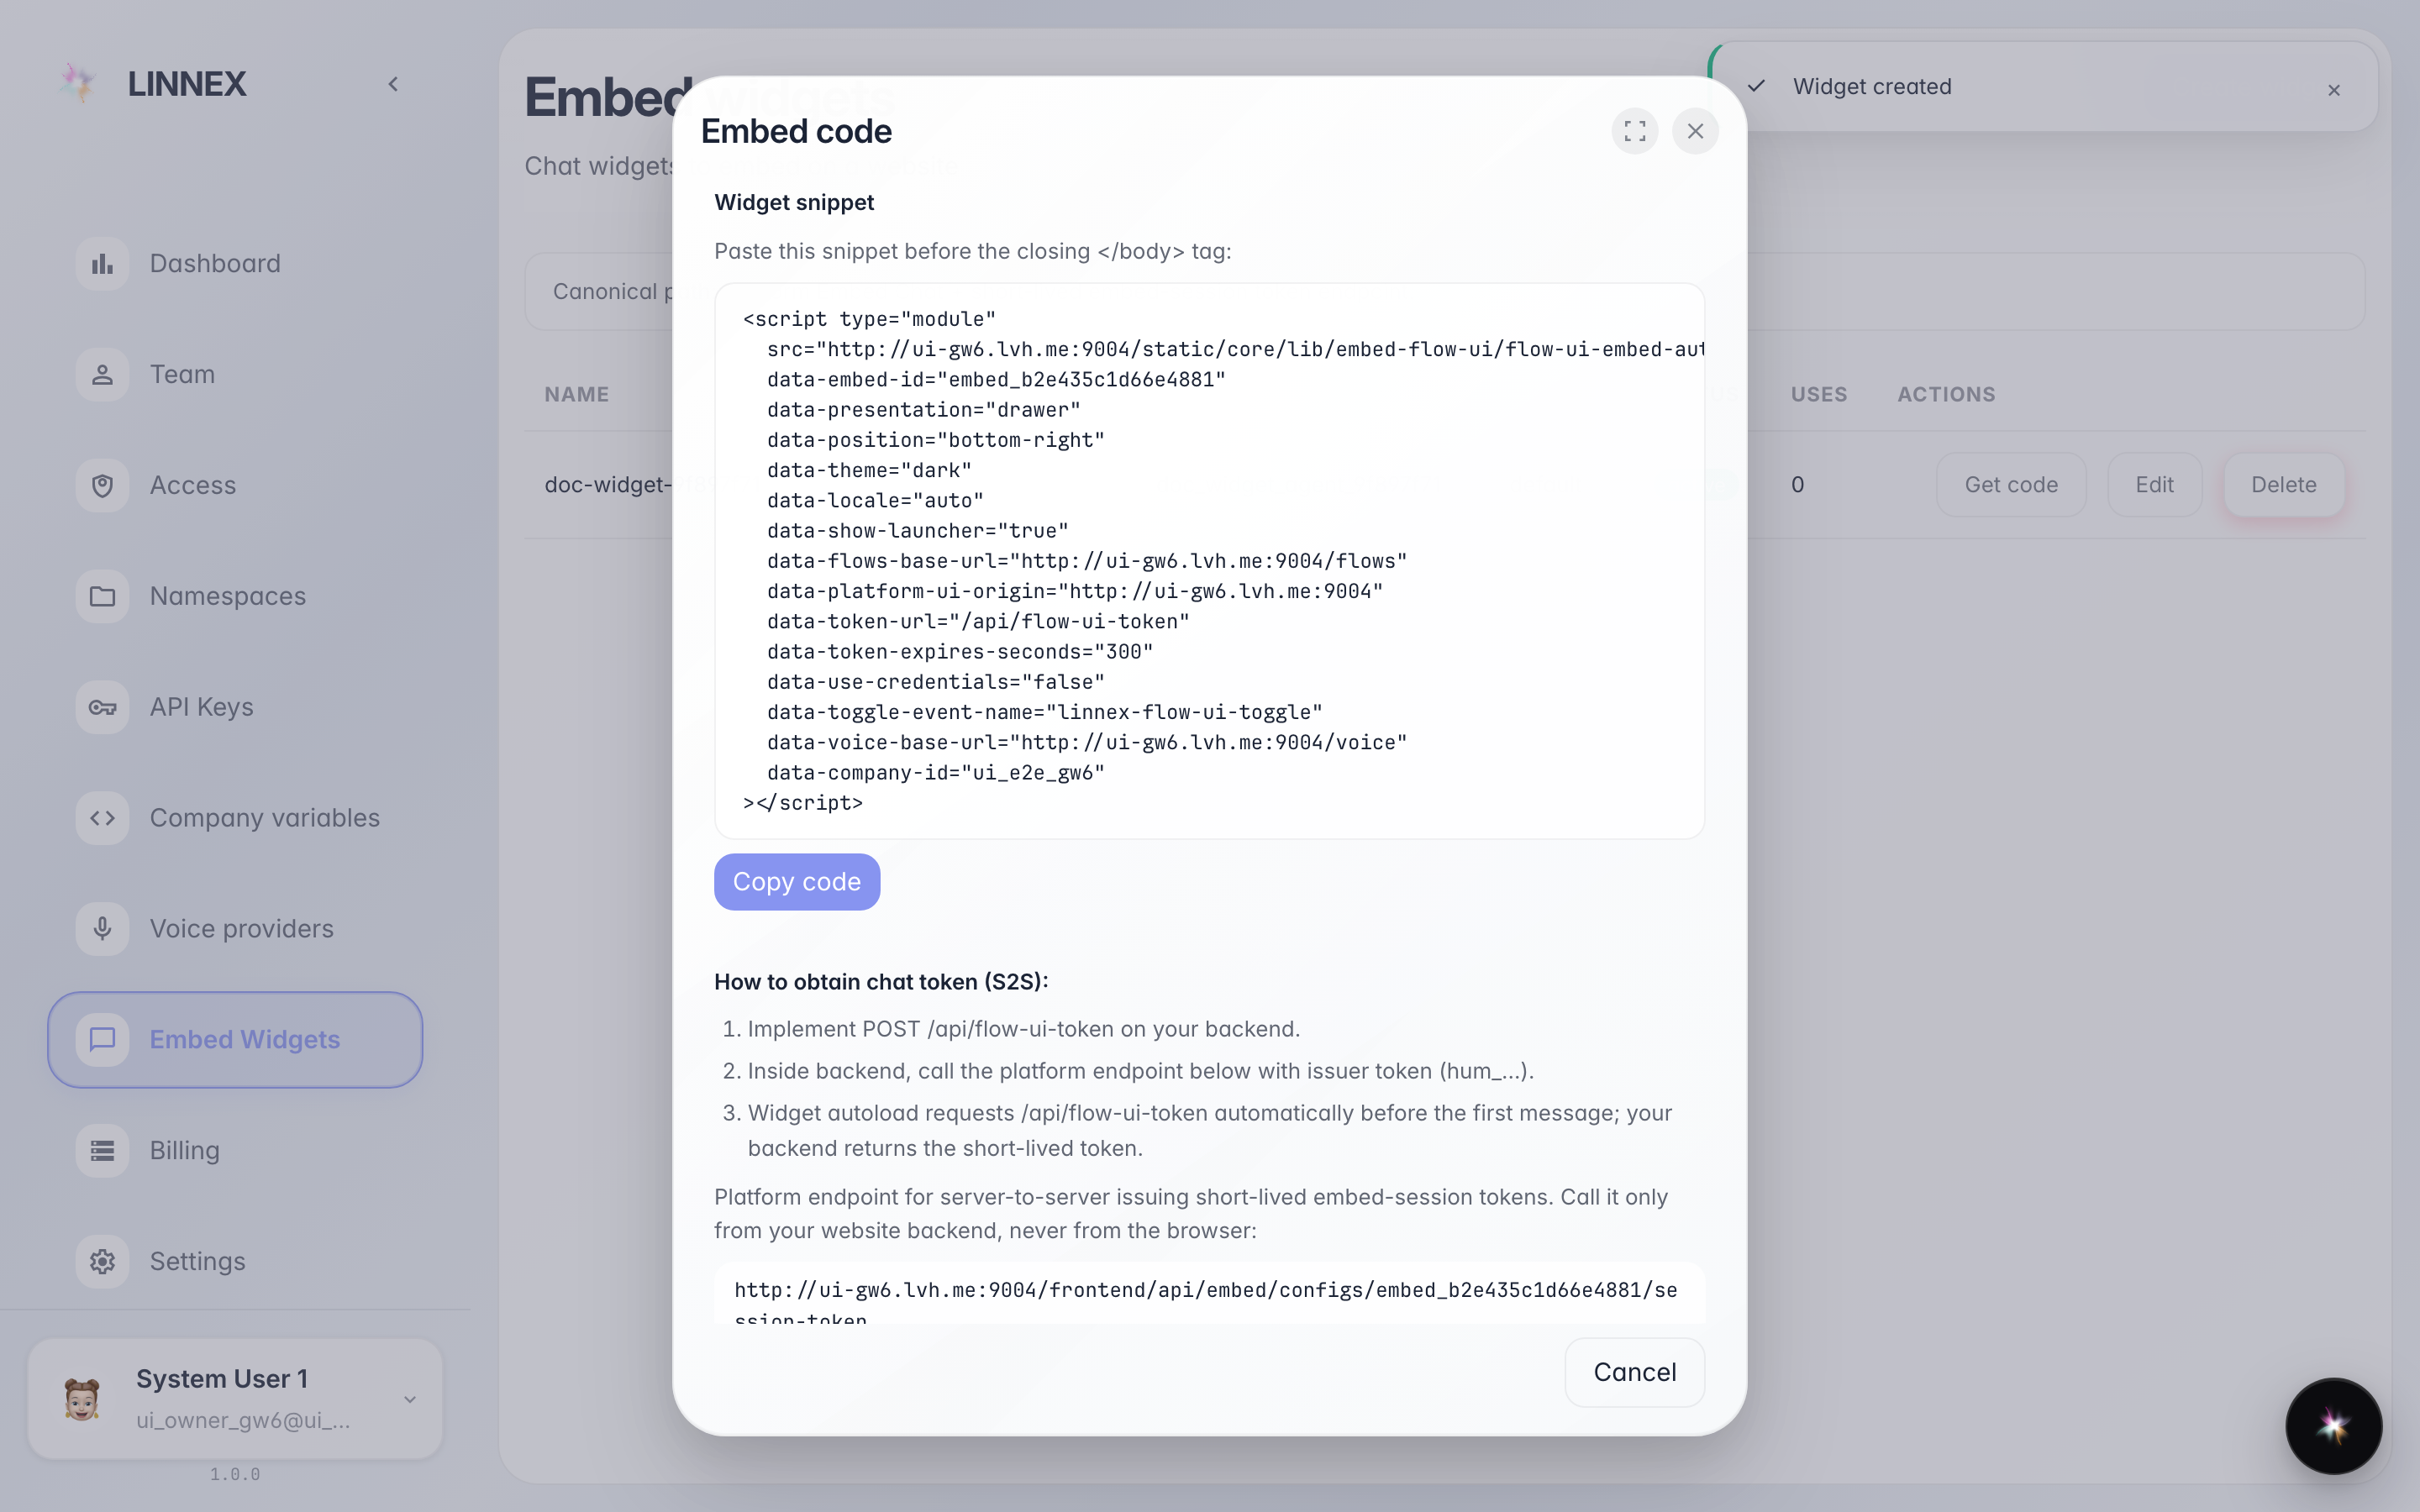 LINNEX
Dashboard
Team
Access
Namespaces
API Keys
Company variables
Voice providers
Embed Widgets
Billing
Settings
System User 1
ui_owner_gw6@ui_...
1.0.0
Embed widgets
Chat widgets
Canonical
NAME
USES
ACTIONS
doc-widget-
0
Get code
Edit
Delete
Widget created
Embed code
Widget snippet
Paste this snippet before the closing </body> tag:
<script type="module"
src="http://ui-gw6.lvh.me:9004/static/core/lib/embed-flow-ui/flow-ui-embed-aut
data-embed-id="embed_b2e435c1d66e4881"
data-presentation="drawer"
data-position="bottom-right"
data-theme="dark"
data-locale="auto"
data-show-launcher="true"
data-flows-base-url="http://ui-gw6.lvh.me:9004/flows"
data-platform-ui-origin="http://ui-gw6.lvh.me:9004"
data-token-url="/api/flow-ui-token"
data-token-expires-seconds="300"
data-use-credentials="false"
data-toggle-event-name="linnex-flow-ui-toggle"
data-voice-base-url="http://ui-gw6.lvh.me:9004/voice"
data-company-id="ui_e2e_gw6"
></script>
Copy code
How to obtain chat token (S2S):
1. Implement POST /api/flow-ui-token on your backend.
2. Inside backend, call the platform endpoint below with issuer token (hum_...).
3. Widget autoload requests /api/flow-ui-token automatically before the first message; your
backend returns the short-lived token.
Platform endpoint for server-to-server issuing short-lived embed-session tokens. Call it only
from your website backend, never from the browser:
http://ui-gw6.lvh.me:9004/frontend/api/embed/configs/embed_b2e435c1d66e4881/se
ssion-token
Cancel